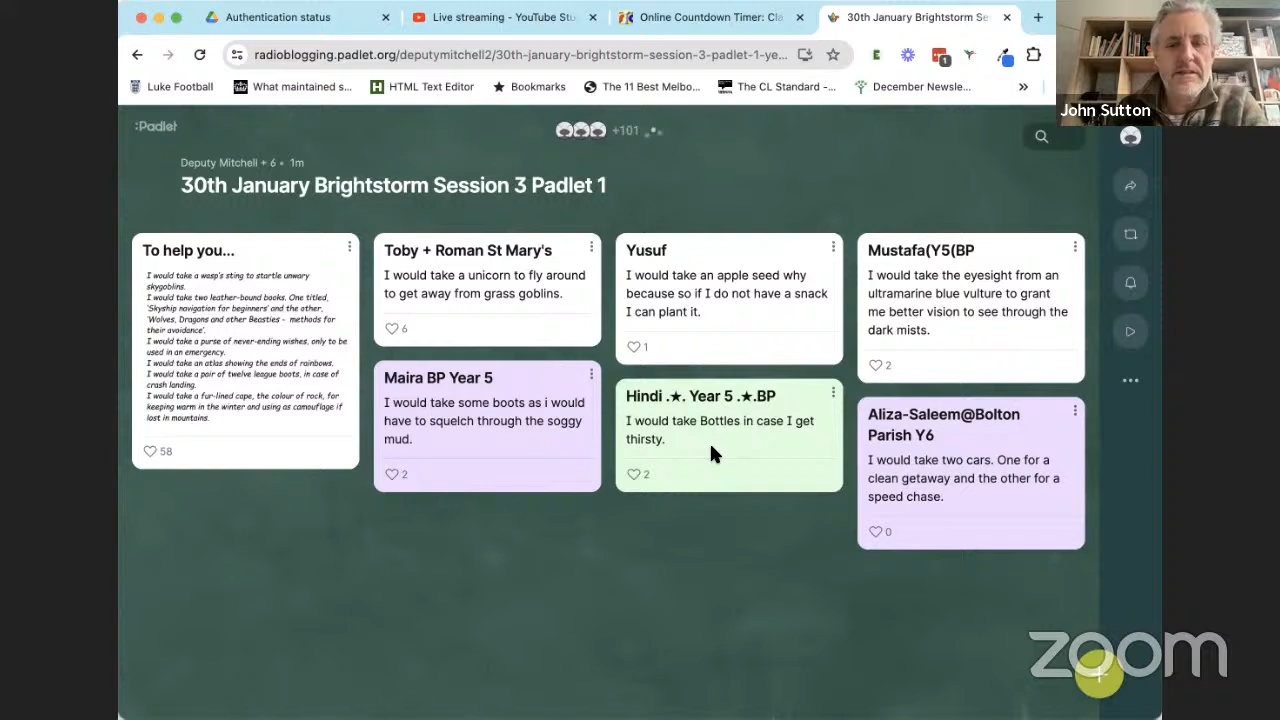 Authentication status
Live streaming - YouTube Stu
Online Countdown Timer: Cla
30th January Brightstorm Se
radioblogging.padlet.org/deputymitchell2/30th-january-brightstorm-session-3-padlet-1-ye...
1
Luke Football
What maintained s...
HTML Text Editor
Bookmarks
The 11 Best Melbo...
The CL Standard -...
December Newsle...
»
John Sutton
:Padlet
+101
Deputy Mitchell + 6 • 1m
30th January Brightstorm Session 3 Padlet 1
To help you...
I would take a wasp's sting to startle unwary
skygoblins.
I would take two leather-bound books. One titled,
'Skyship navigation for beginners' and the other,
'Wolves, Dragons and other Beasties - methods for
their avoidance'.
I would take a purse of never-ending wishes, only to be
used in an emergency.
I would take an atlas showing the ends of rainbows.
I would take a pair of twelve league boots, in case of
crash landing.
I would take a fur-lined cape, the colour of rock, for
keeping warm in the winter and using as camouflage if
lost in mountains.
58
Toby + Roman St Mary's
I would take a unicorn to fly around
to get away from grass goblins.
6
Maira BP Year 5
I would take some boots as i would
have to squelch through the soggy
mud.
2
Yusuf
I would take an apple seed why
because so if I do not have a snack
I can plant it.
1
Hindi .★. Year 5 .★.BP
I would take Bottles in case I get
thirsty.
2
Mustafa(Y5(BP
I would take the eyesight from an
ultramarine blue vulture to grant
me better vision to see through the
dark mists.
2
Aliza-Saleem@Bolton
Parish Y6
I would take two cars. One for a
clean getaway and the other for a
speed chase.
0
zoom